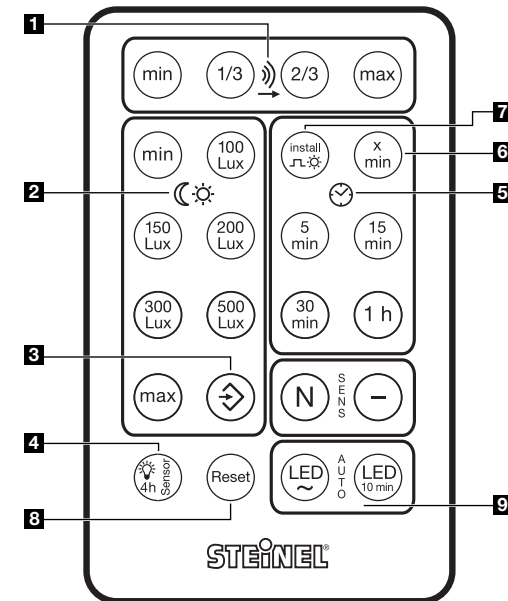 1
min
1/3
2/3
max
7
min
100
Lux
install
x
min
6
2
5
150
Lux
200
Lux
5
min
15
min
300
Lux
500
Lux
30
min
1 h
3
max
N
SENS
–
4
4h
Sensor
Reset
LED
~
AUTO
LED
10 min
8
9
STEINEL®